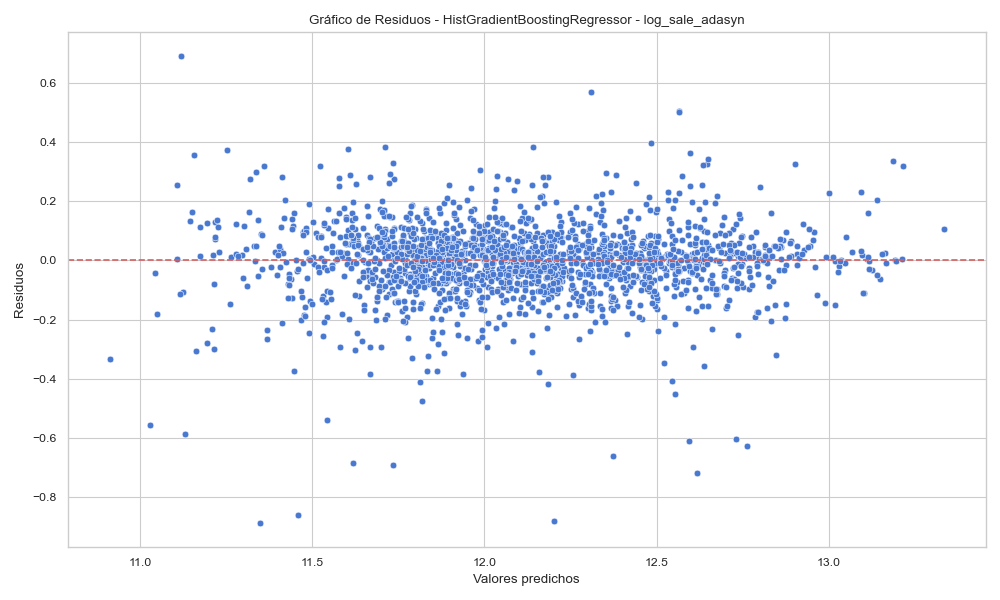 Gráfico de Residuos - HistGradientBoostingRegressor - log_sale_adasyn
Residuos
0.6
0.4
0.2
0.0
−0.2
−0.4
−0.6
−0.8
11.0 11.5 12.0 12.5 13.0
Valores predichos